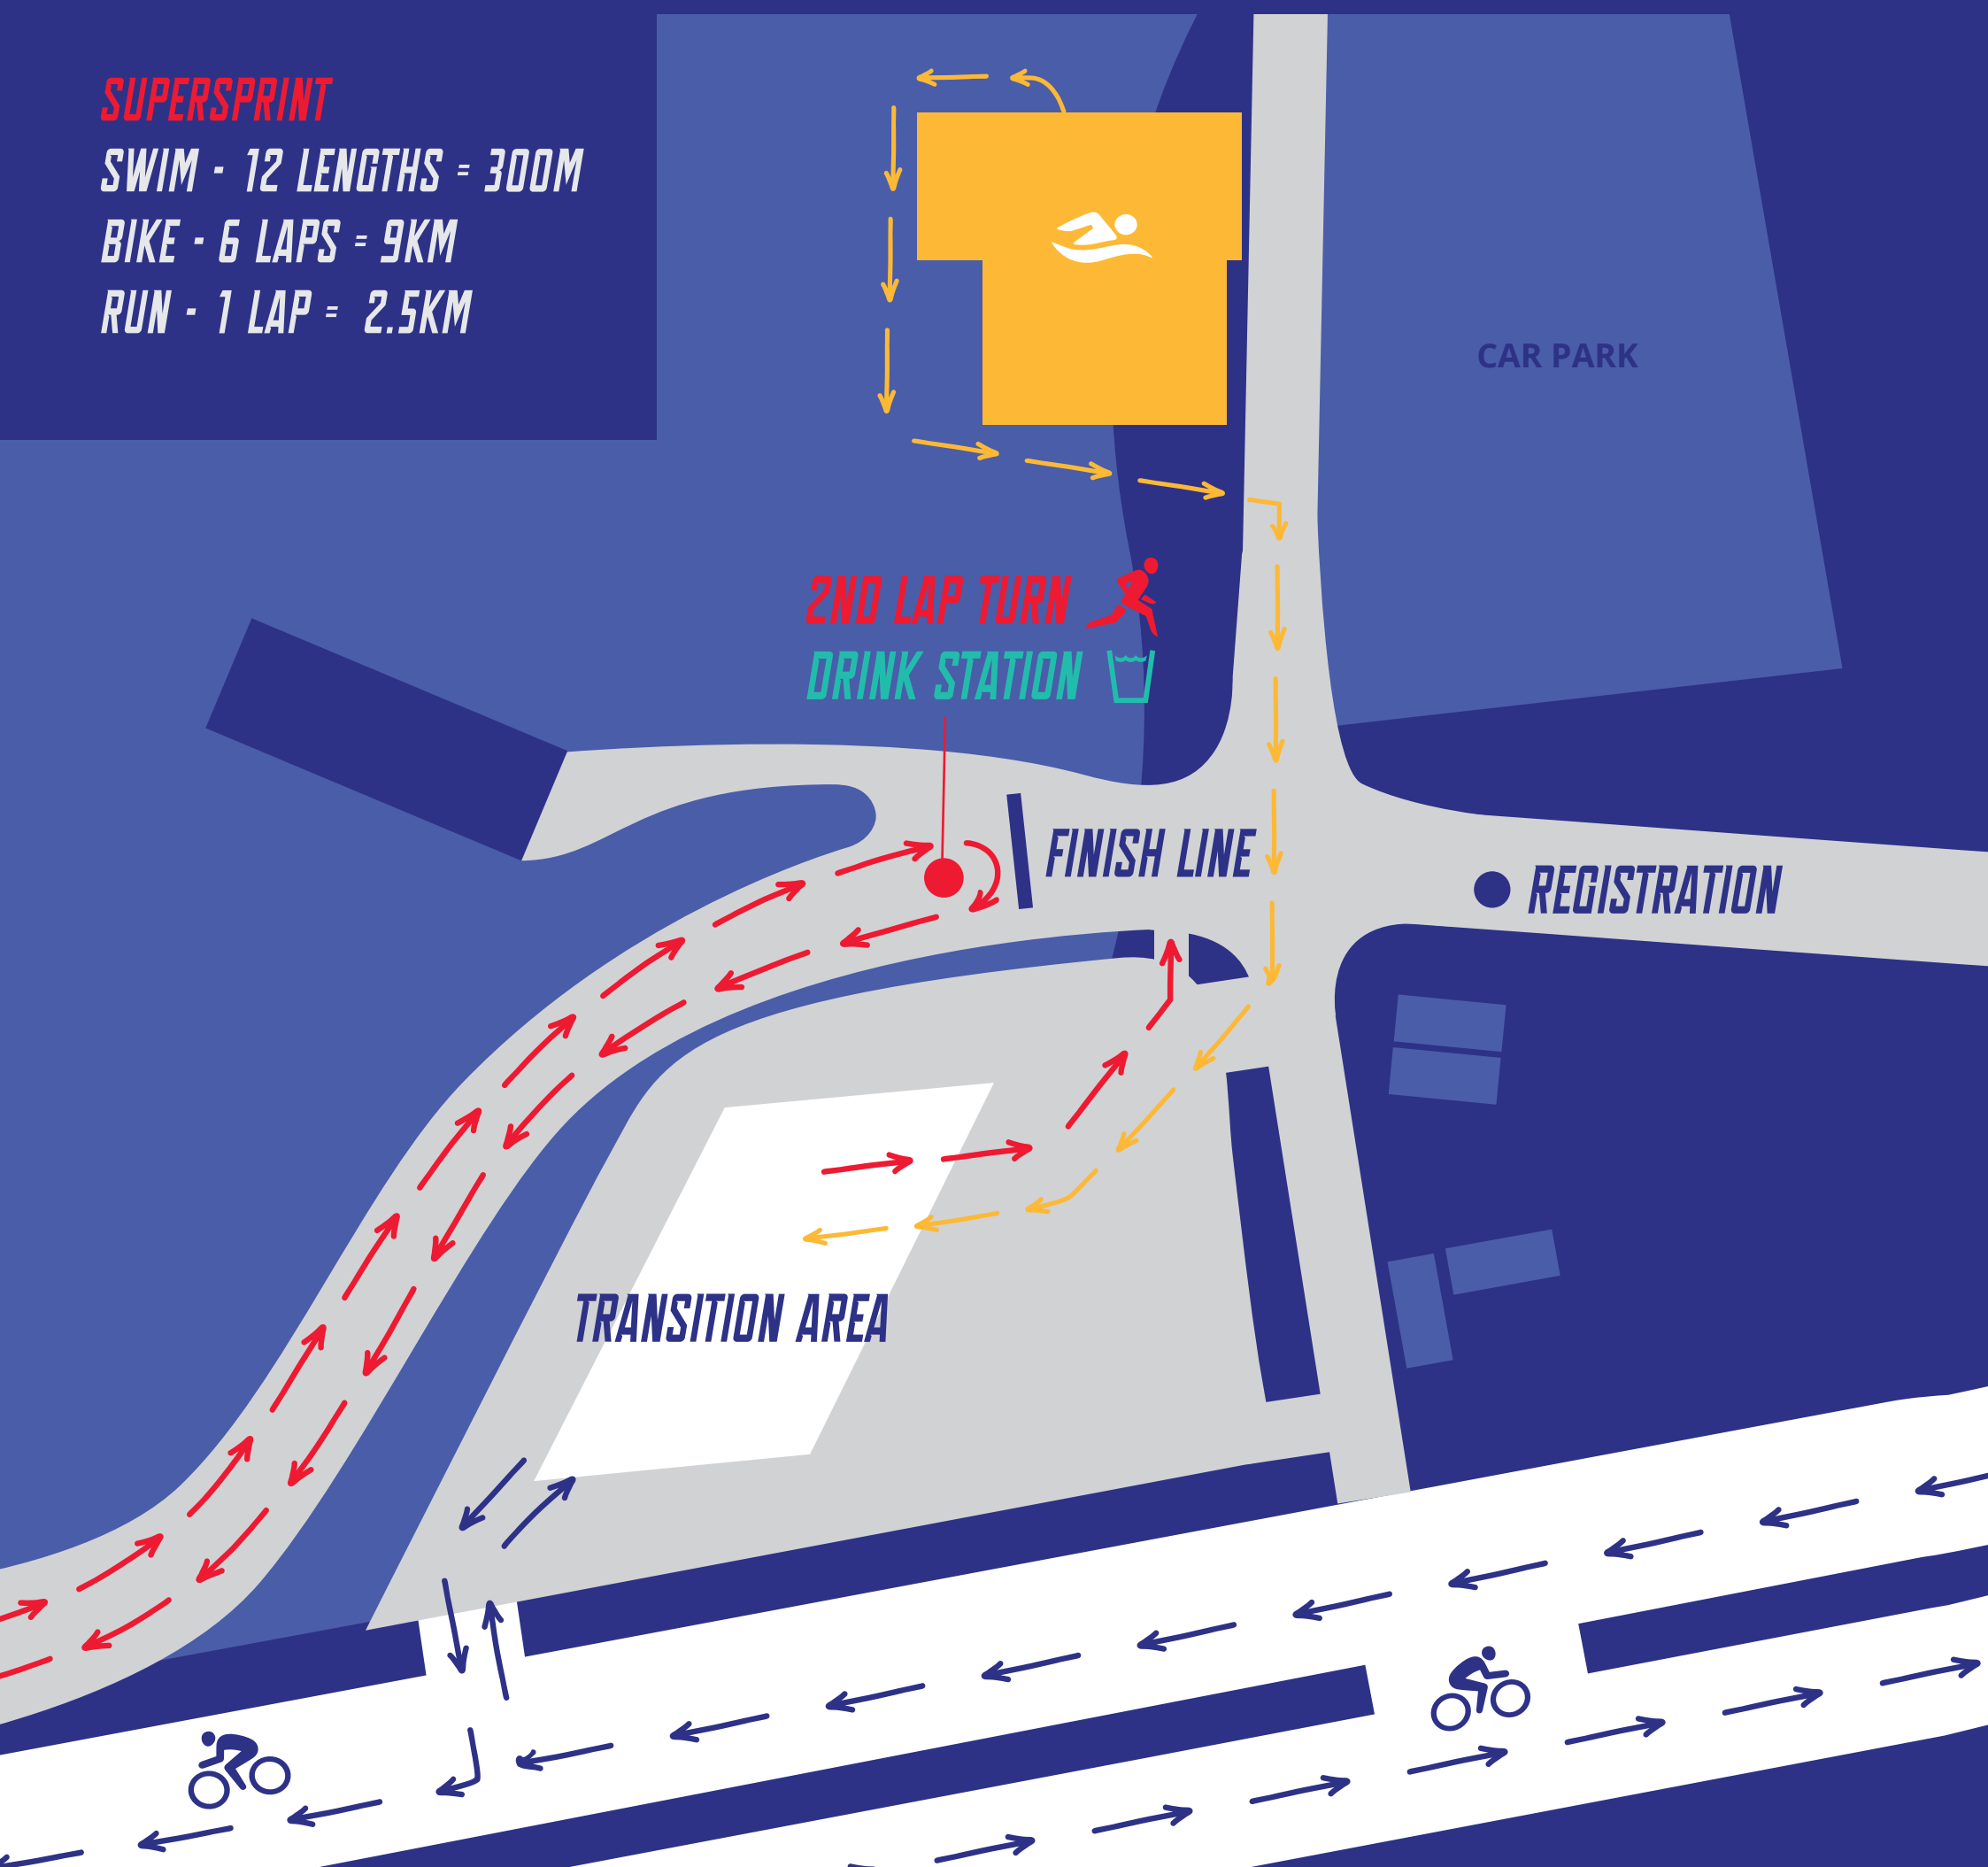 SUPERSPRINT
SWIM - 12 LENGTHS = 300M
BIKE - 6 LAPS = 9KM
RUN - 1 LAP = 2.5KM
CAR PARK
2ND LAP TURN
DRINK STATION
FINISH LINE
REGISTRATION
TRANSITION AREA